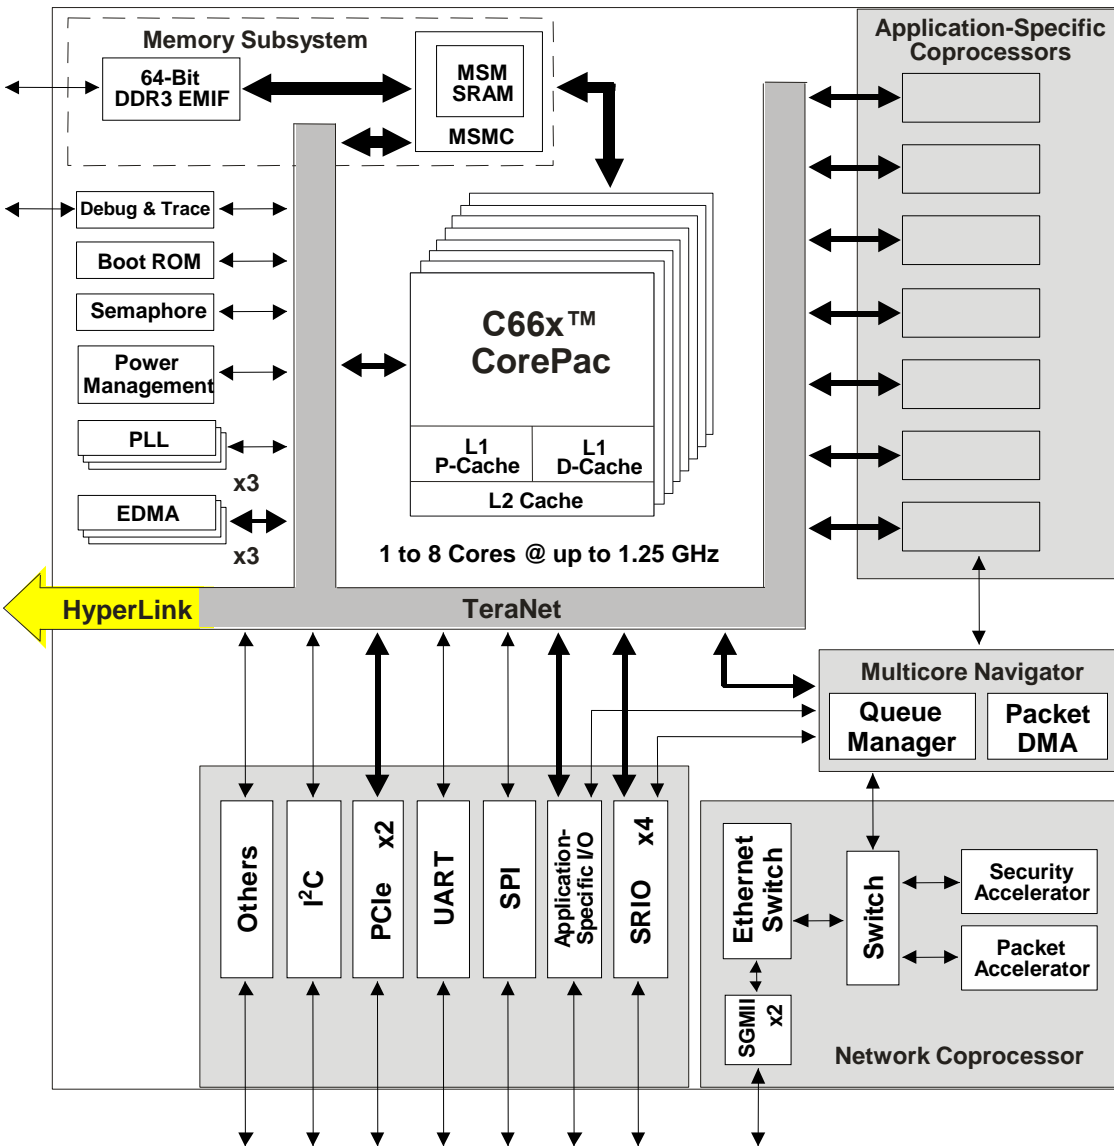 Memory Subsystem
64-Bit
DDR3 EMIF
MSM
SRAM
MSMC
Application-Specific
Coprocessors
Debug & Trace
Boot ROM
Semaphore
Power
Management
PLL
x3
EDMA
x3
C66x™
CorePac
L1
P-Cache
L1
D-Cache
L2 Cache
1 to 8 Cores @ up to 1.25 GHz
HyperLink
TeraNet
Multicore Navigator
Queue
Manager
Packet
DMA
Others
I²C
PCIe x2
UART
SPI
Application-
Specific I/O
SRIO x4
Ethernet
Switch
Switch
Security
Accelerator
Packet
Accelerator
SGMII x2
Network Coprocessor